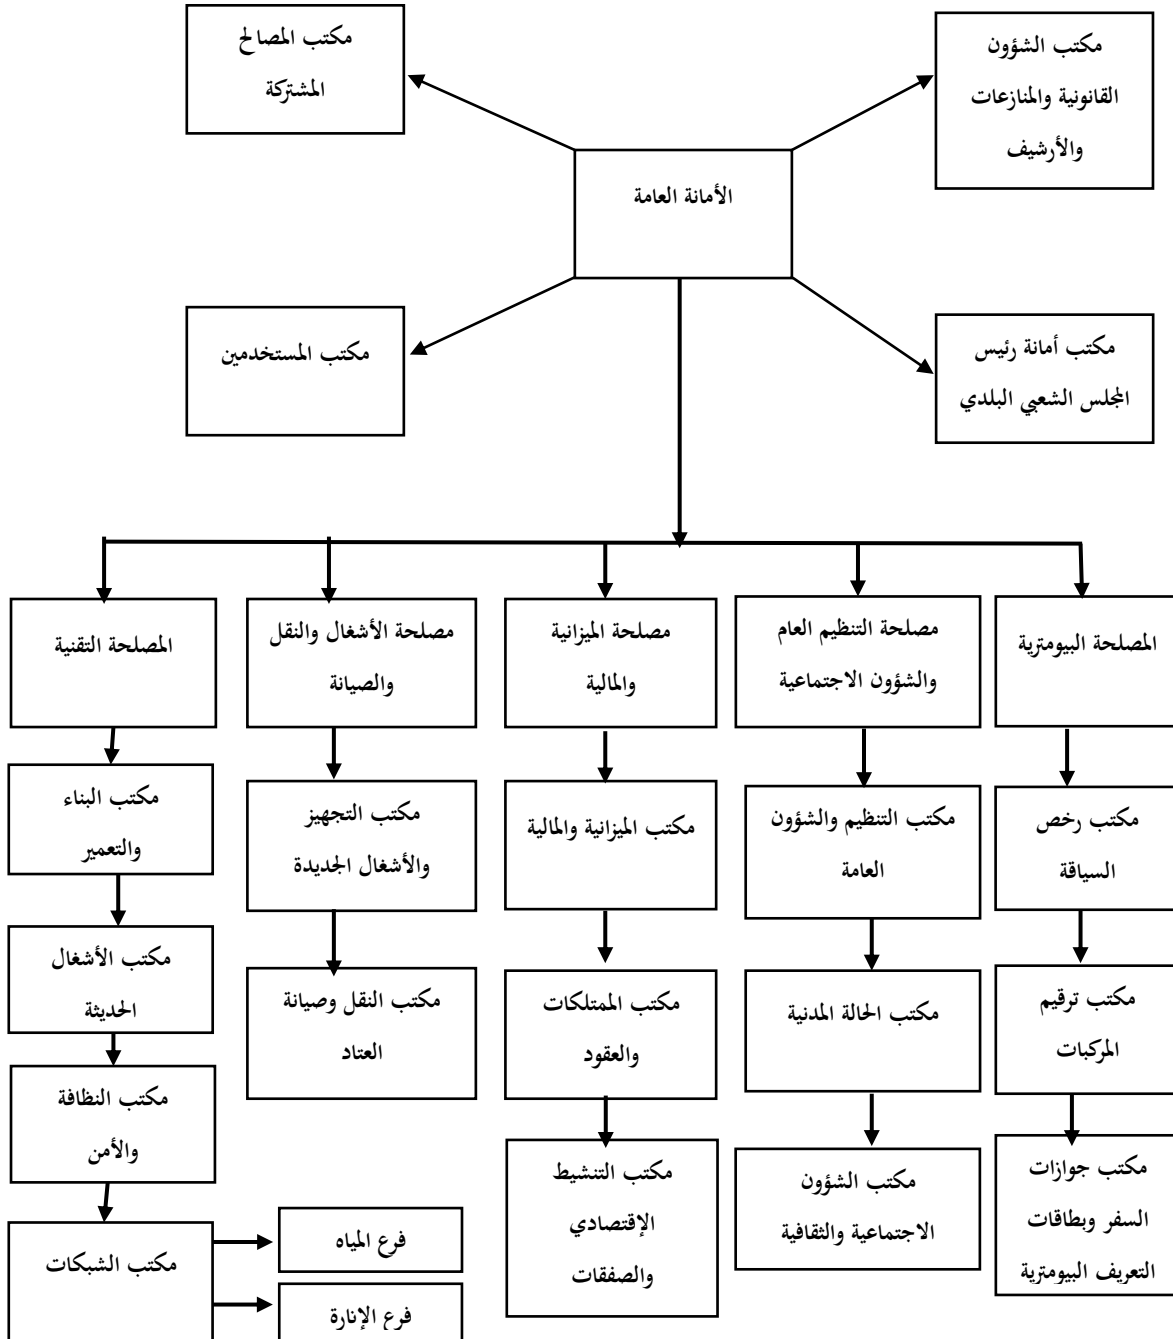 مكتب الشؤون
القانونية والمنازعات
والأرشيف
مكتب المصالح
المشتركة
الأمانة العامة
مكتب أمانة رئيس
المجلس الشعبي البلدي
مكتب المستخدمين
المصلحة البيومترية
مصلحة التنظيم العام
والشؤون الاجتماعية
مصلحة الميزانية
والمالية
مصلحة الأشغال والنقل
والصيانة
المصلحة التقنية
مكتب رخص
السياقة
مكتب التنظيم والشؤون
العامة
مكتب الميزانية والمالية
مكتب التجهيز
والأشغال الجديدة
مكتب البناء
والتعمير
مكتب ترقيم
المركبات
مكتب الحالة المدنية
مكتب الممتلكات
والعقود
مكتب النقل وصيانة
العتاد
مكتب الأشغال
الحديثة
مكتب جوازات
السفر وبطاقات
التعريف البيومترية
مكتب الشؤون
الاجتماعية والثقافية
مكتب التنشيط
الإقتصادي
والصفقات
مكتب النظافة
والأمن
مكتب الشبكات
فرع المياه
فرع الإنارة